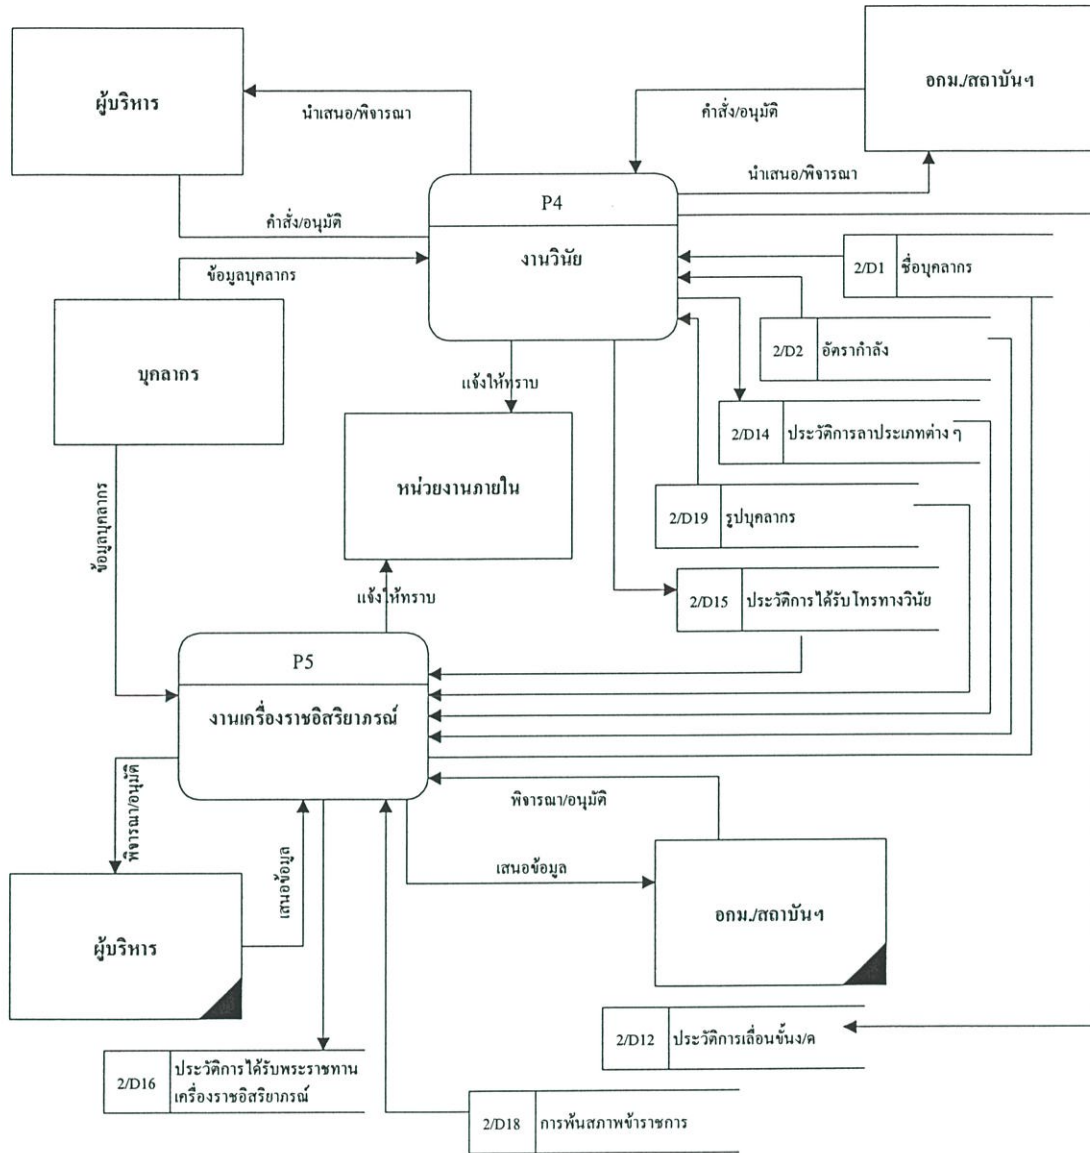 ผู้บริหาร
อกม./สถาบันฯ
นำเสนอ/พิจารณา
คำสั่ง/อนุมัติ
นำเสนอ/พิจารณา
P4
คำสั่ง/อนุมัติ
งานวินัย
2/D1 ชื่อบุคลากร
ข้อมูลบุคลากร
2/D2 อัตรากำลัง
บุคลากร
แจ้งให้ทราบ
2/D14 ประวัติการลาประเภทต่าง ๆ
หน่วยงานภายใน
2/D19 รูปบุคลากร
ข้อมูลบุคลากร
แจ้งให้ทราบ
2/D15 ประวัติการได้รับโทรทางวินัย
P5
งานเครื่องราชอิสริยาภรณ์
พิจารณา/อนุมัติ
พิจารณา/อนุมัติ
เสนอข้อมูล
เสนอข้อมูล
ผู้บริหาร
อกม./สถาบันฯ
2/D12 ประวัติการเลื่อนขั้นง/ด
2/D16 ประวัติการได้รับพระราชทาน
เครื่องราชอิสริยาภรณ์
2/D18 การพ้นสภาพข้าราชการ